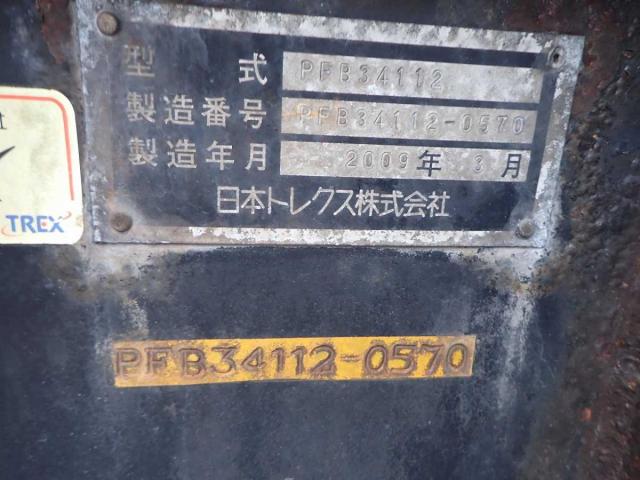 型式 PFB34112
製造番号 PFB34112-0570
製造年月 2009年 3月
日本トレクス株式会社
TREX
PFB34112-0570